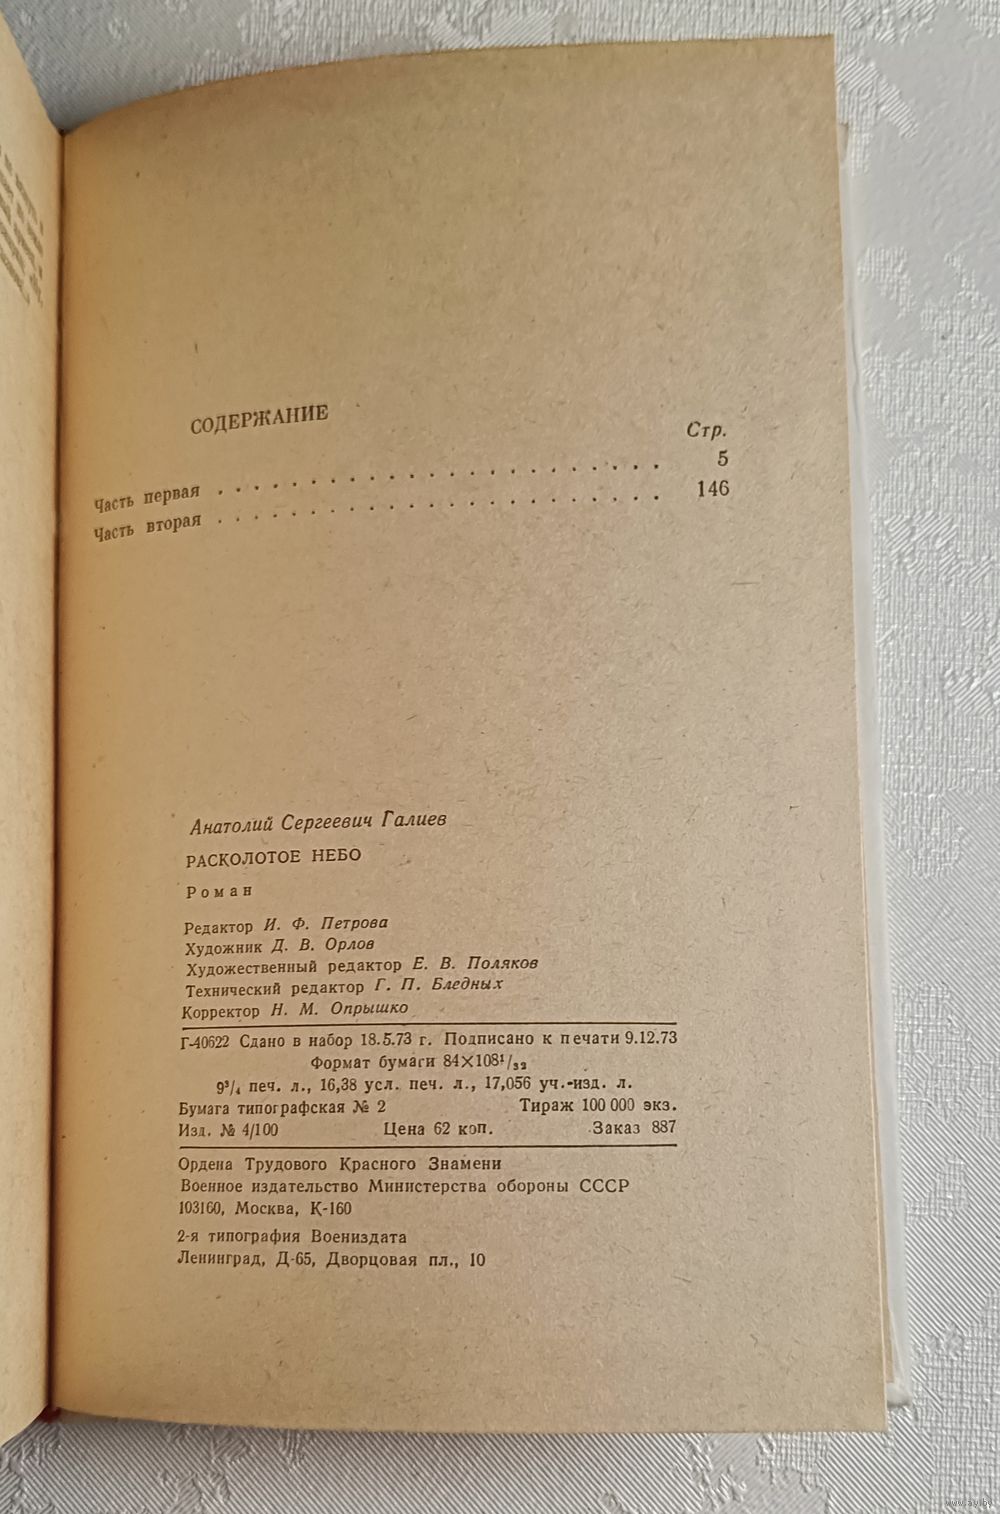 СОДЕРЖАНИЕ
Стр.
Часть первая . . . . . . . . . . . . . . . . . . . . . . . . 5
Часть вторая . . . . . . . . . . . . . . . . . . . . . . . . 146
Анатолий Сергеевич Галиев
РАСКОЛОТОЕ НЕБО
Роман
Редактор И. Ф. Петрова
Художник Д. В. Орлов
Художественный редактор Е. В. Поляков
Технический редактор Г. П. Бледных
Корректор Н. М. Опрышко
Г-40622 Сдано в набор 18.5.73 г. Подписано к печати 9.12.73
Формат бумаги 84×108¹/₃₂
9³/₄ печ. л., 16,38 усл. печ. л., 17,056 уч.-изд. л.
Бумага типографская № 2 Тираж 100 000 экз.
Изд. № 4/100 Цена 62 коп. Заказ 887
Ордена Трудового Красного Знамени
Военное издательство Министерства обороны СССР
103160, Москва, К-160
2-я типография Воениздата
Ленинград, Д-65, Дворцовая пл., 10
www.ay.by